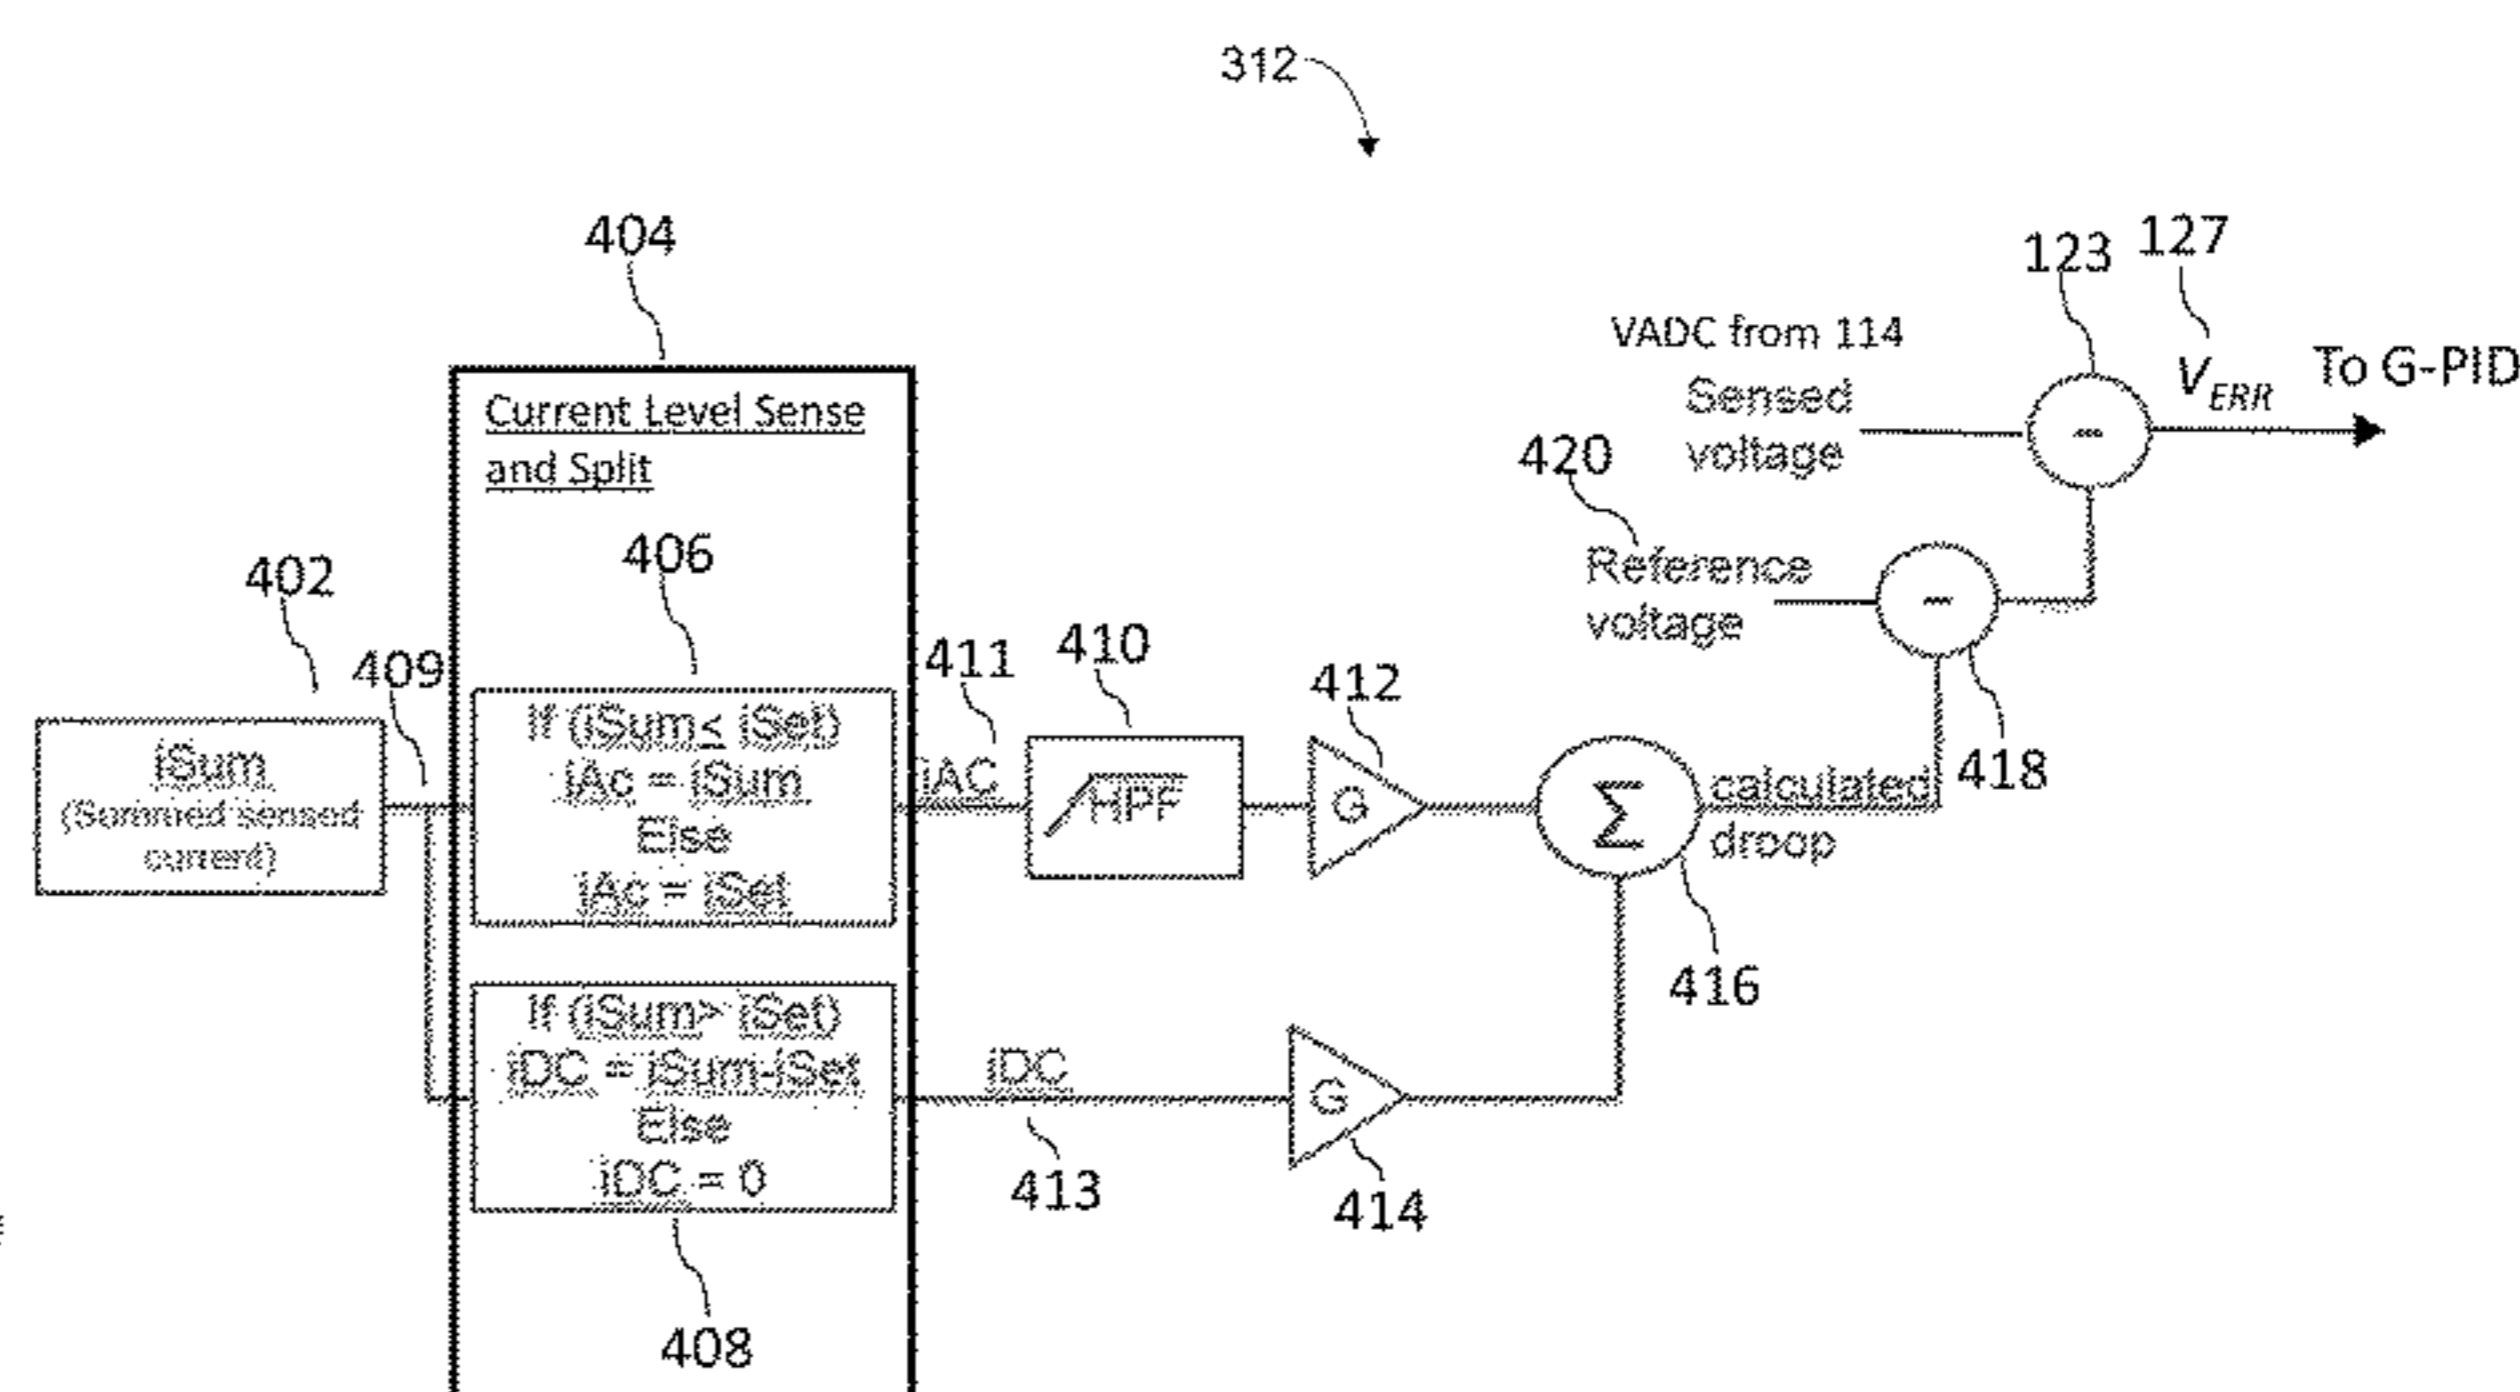 312
404
123 127
VADC from 114
Sensed
voltage
VERR
To G-PID
Current Level Sense
and Split
420
Reference
voltage
406
402
409
411
410
412
418
iSum
(Summed sensed
current)
If (iSum≤ iSet)
iAc = iSum
Else
iAc = iSet
iAC
HPF
G
Σ
calculated
droop
416
If (iSum> iSet)
iDC = iSum-iSet
Else
iDC = 0
iDC
G
413
414
408